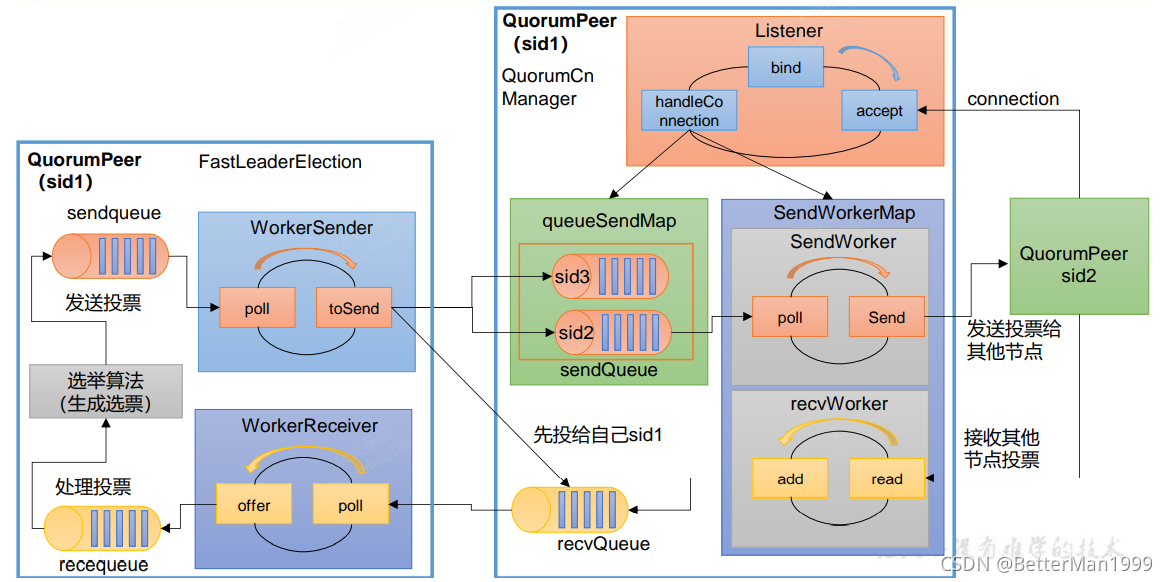 QuorumPeer
（sid1）
FastLeaderElection
sendqueue
发送投票
选举算法
（生成选票）
处理投票
recequeue
WorkerSender
poll
toSend
WorkerReceiver
offer
poll
QuorumPeer
（sid1）
QuorumCn
Manager
Listener
bind
handleCo
nnection
accept
connection
queueSendMap
sid3
sid2
sendQueue
先投给自己sid1
recvQueue
SendWorkerMap
SendWorker
poll
Send
recvWorker
add
read
QuorumPeer
sid2
发送投票给
其他节点
接收其他
节点投票
没有难学的技术
CSDN @BetterMan1999